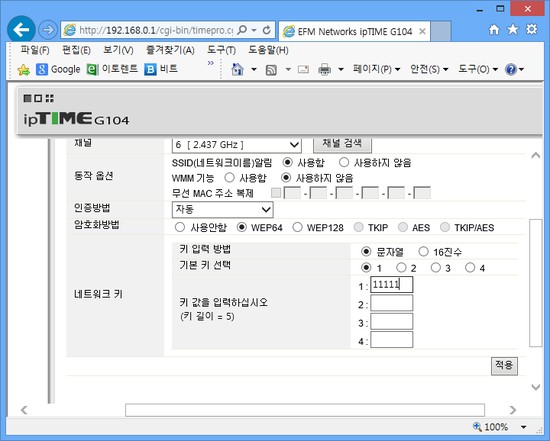 http://192.168.0.1/cgi-bin/timepro.cg
EFM Networks ipTIME G104
파일(F) 편집(E) 보기(V) 즐겨찾기(A) 도구(T) 도움말(H)
Google 이토렌트 비트
페이지(P) 안전(S) 도구(O)
ipTIME G104
채널 6 [ 2.437 GHz ] 채널 검색
동작 옵션
SSID(네트워크이름)알림 사용함 사용하지 않음
WMM 기능 사용함 사용하지 않음
무선 MAC 주소 복제 - - - - -
인증방법 자동
암호화방법 사용안함 WEP64 WEP128 TKIP AES TKIP/AES
네트워크 키
키 입력 방법 문자열 16진수
기본 키 선택 1 2 3 4
키 값을 입력하십시오
(키 길이 = 5)
1 : 11111
2 :
3 :
4 :
적용
100%